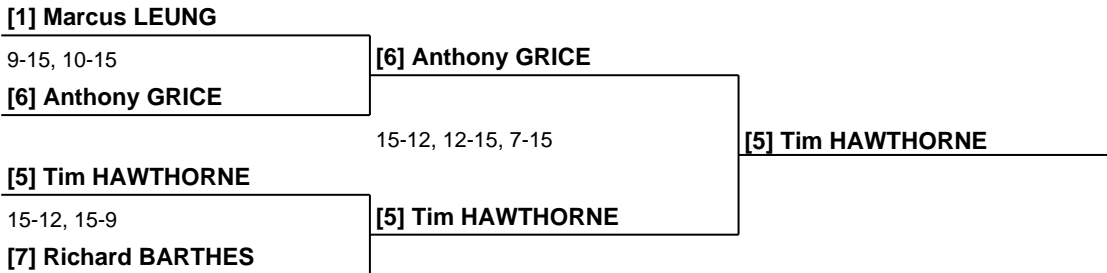 [1] Marcus LEUNG
9-15, 10-15
[6] Anthony GRICE
[6] Anthony GRICE
15-12, 12-15, 7-15
[5] Tim HAWTHORNE
[5] Tim HAWTHORNE
15-12, 15-9
[5] Tim HAWTHORNE
[7] Richard BARTHES